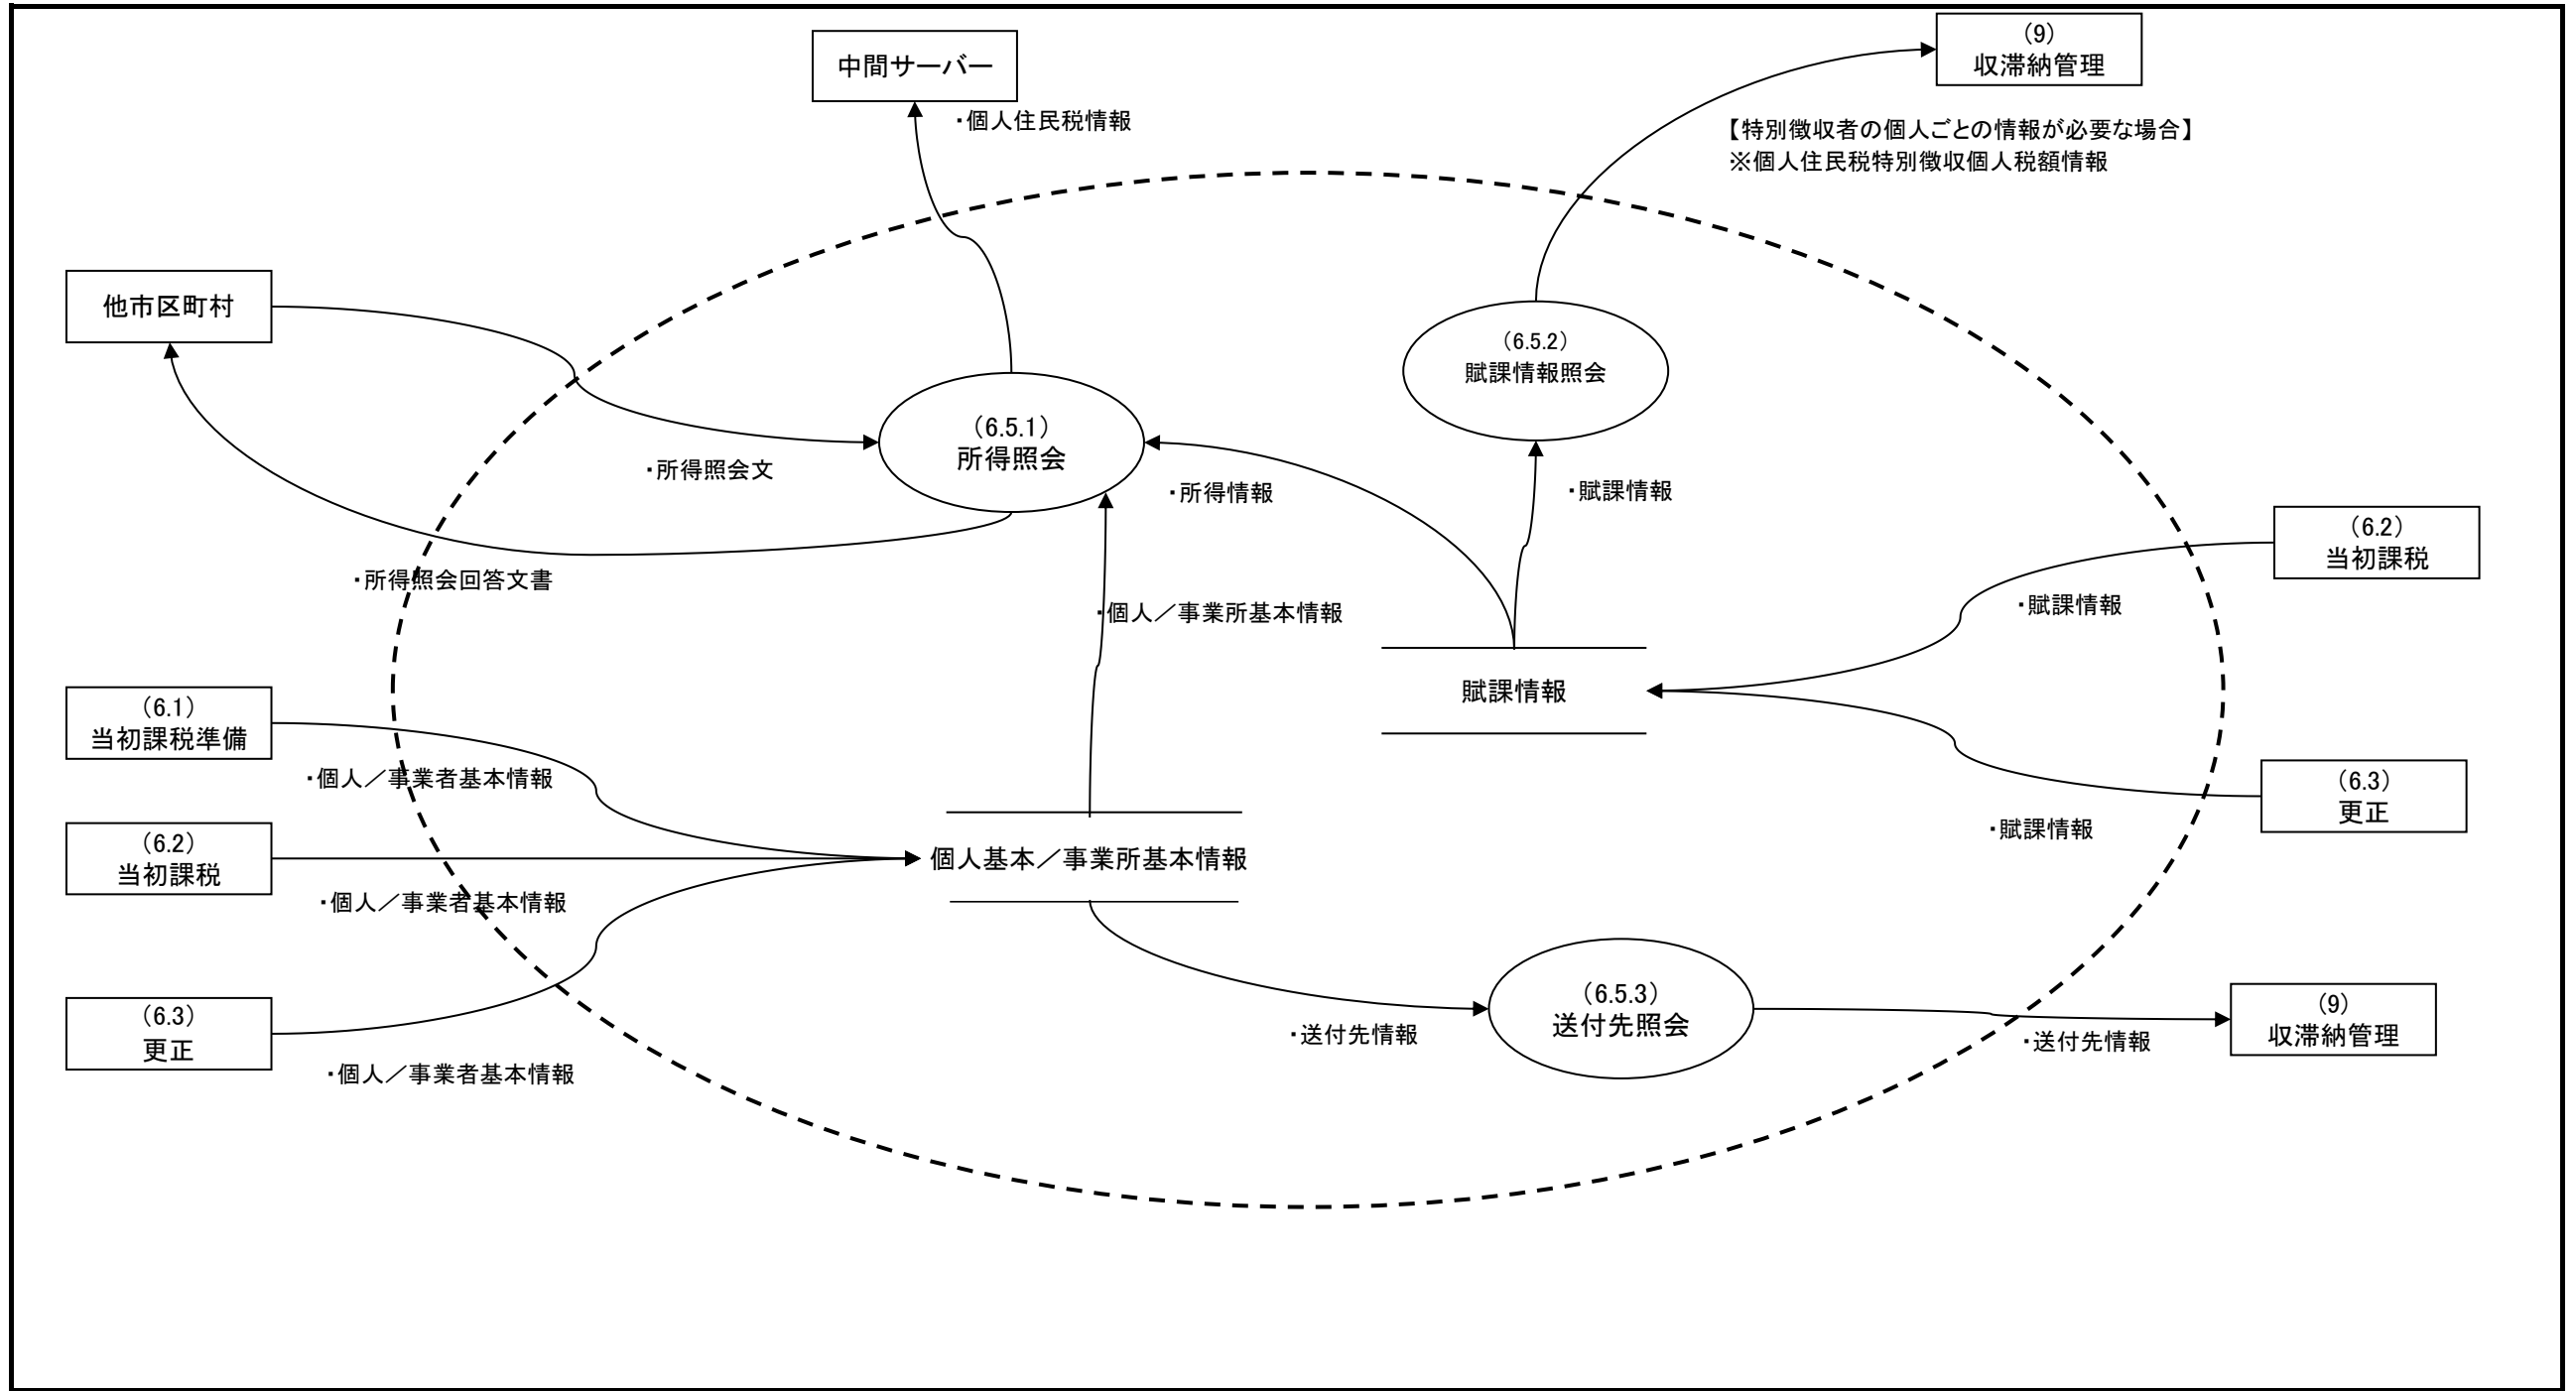 (9)
収滞納管理
中間サーバー
・個人住民税情報
【特別徴収者の個人ごとの情報が必要な場合】
※個人住民税特別徴収個人税額情報
他市区町村
(6.5.2)
賦課情報照会
(6.5.1)
所得照会
・所得照会文
・所得情報
・賦課情報
(6.2)
当初課税
・所得照会回答文書
・個人／事業所基本情報
・賦課情報
賦課情報
(6.1)
当初課税準備
・個人／事業者基本情報
(6.3)
更正
・賦課情報
(6.2)
当初課税
個人基本／事業所基本情報
・個人／事業者基本情報
(6.5.3)
送付先照会
(9)
収滞納管理
(6.3)
更正
・送付先情報
・送付先情報
・個人／事業者基本情報